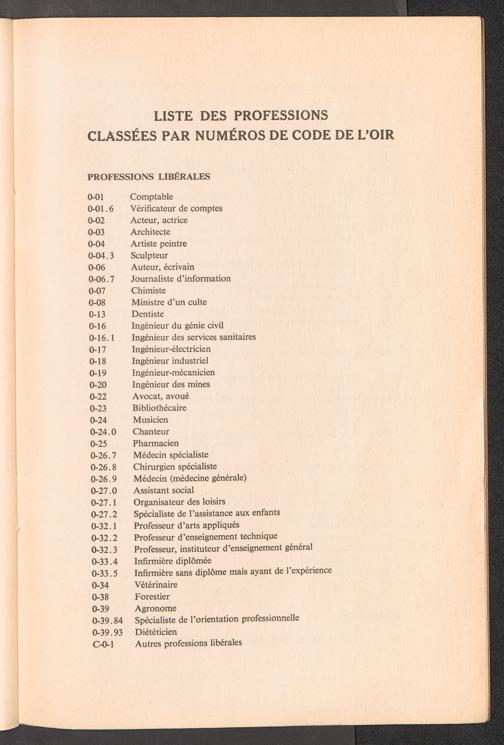 LISTE DES PROFESSIONS
CLASSÉES PAR NUMÉROS DE CODE DE L'OIR
PROFESSIONS LIBÉRALES
0-01 Comptable
0-01.6 Vérificateur de comptes
0-02 Acteur, actrice
0-03 Architecte
0-04 Artiste peintre
0-04.3 Sculpteur
0-06 Auteur, écrivain
0-06.7 Journaliste d'information
0-07 Chimiste
0-08 Ministre d'un culte
0-13 Dentiste
0-16 Ingénieur du génie civil
0-16.1 Ingénieur des services sanitaires
0-17 Ingénieur-électricien
0-18 Ingénieur industriel
0-19 Ingénieur-mécanicien
0-20 Ingénieur des mines
0-22 Avocat, avoué
0-23 Bibliothécaire
0-24 Musicien
0-24.0 Chanteur
0-25 Pharmacien
0-26.7 Médecin spécialiste
0-26.8 Chirurgien spécialiste
0-26.9 Médecin (médecine générale)
0-27.0 Assistant social
0-27.1 Organisateur des loisirs
0-27.2 Spécialiste de l'assistance aux enfants
0-32.1 Professeur d'arts appliqués
0-32.2 Professeur d'enseignement technique
0-32.3 Professeur, instituteur d'enseignement général
0-33.4 Infirmière diplômée
0-33.5 Infirmière sans diplôme mais ayant de l'expérience
0-34 Vétérinaire
0-38 Forestier
0-39 Agronome
0-39.84 Spécialiste de l'orientation professionnelle
0-39.93 Diététicien
C-0-1 Autres professions libérales